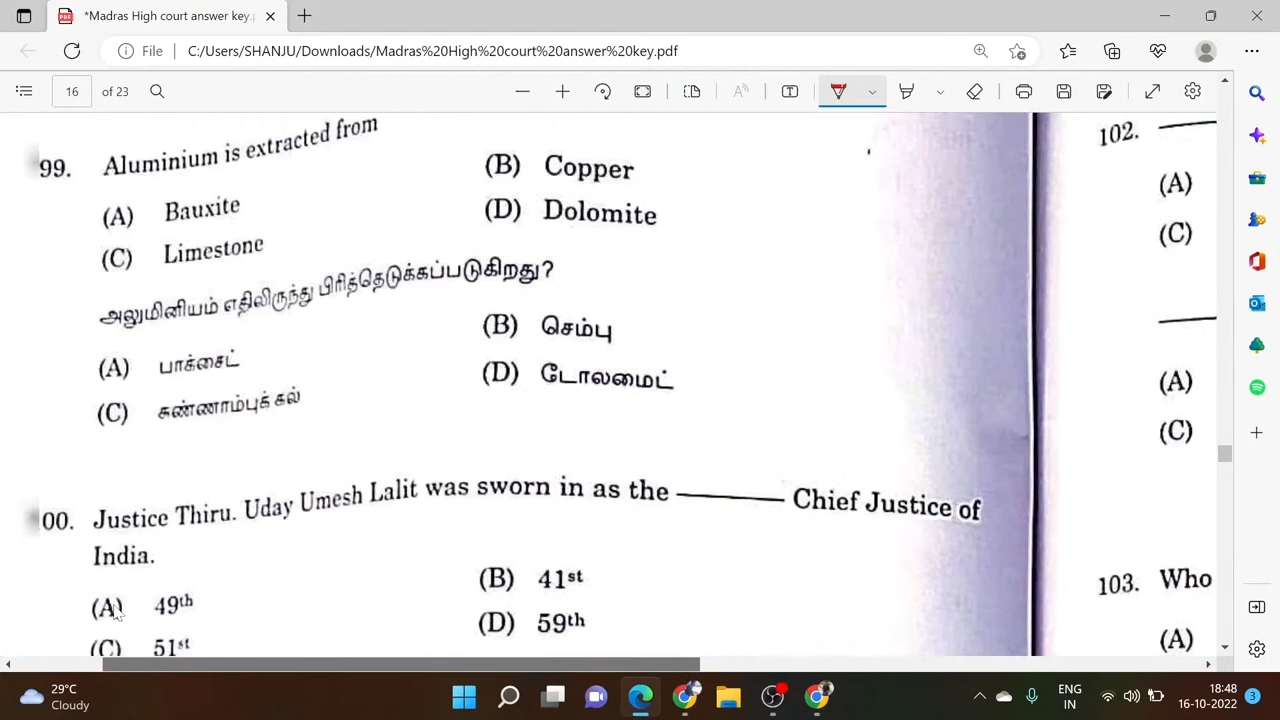 *Madras High court answer key.p
File
C:/Users/SHANJU/Downloads/Madras%20High%20court%20answer%20key.pdf
16
of 23
99. Aluminium is extracted from
(A) Bauxite
(B) Copper
(C) Limestone
(D) Dolomite
அலுமினியம் எதிலிருந்து பிரித்தெடுக்கப்படுகிறது?
(A) பாக்சைட்
(B) செம்பு
(C) சுண்ணாம்புக் கல்
(D) டோலமைட்
00. Justice Thiru. Uday Umesh Lalit was sworn in as the ______ Chief Justice of
India.
(A) 49th
(B) 41st
(C) 51st
(D) 59th
102.
(A)
(C)
(A)
(C)
103. Who
(A)
29°C
Cloudy
ENG
IN
18:48
16-10-2022
3